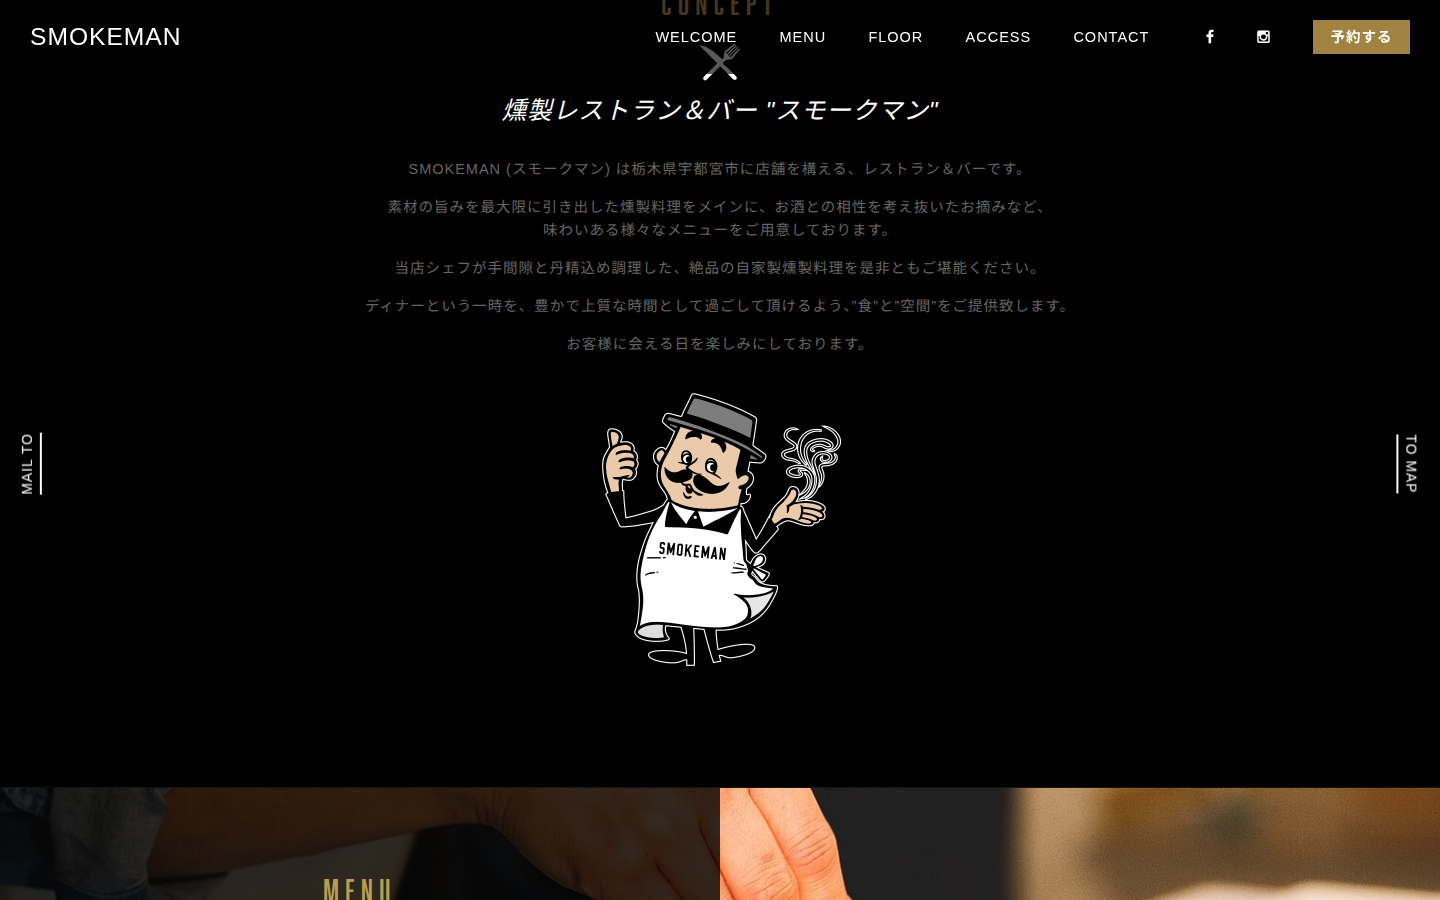 CONCEPT
SMOKEMAN
WELCOME
MENU
FLOOR
ACCESS
CONTACT
予約する
燻製レストラン＆バー "スモークマン"
SMOKEMAN (スモークマン) は栃木県宇都宮市に店舗を構える、レストラン＆バーです。
素材の旨みを最大限に引き出した燻製料理をメインに、お酒との相性を考え抜いたお摘みなど、
味わいある様々なメニューをご用意しております。
当店シェフが手間隙と丹精込め調理した、絶品の自家製燻製料理を是非ともご堪能ください。
ディナーという一時を、豊かで上質な時間として過ごして頂けるよう、”食”と”空間”をご提供致します。
お客様に会える日を楽しみにしております。
MAIL TO
TO MAP
SMOKEMAN
MENU